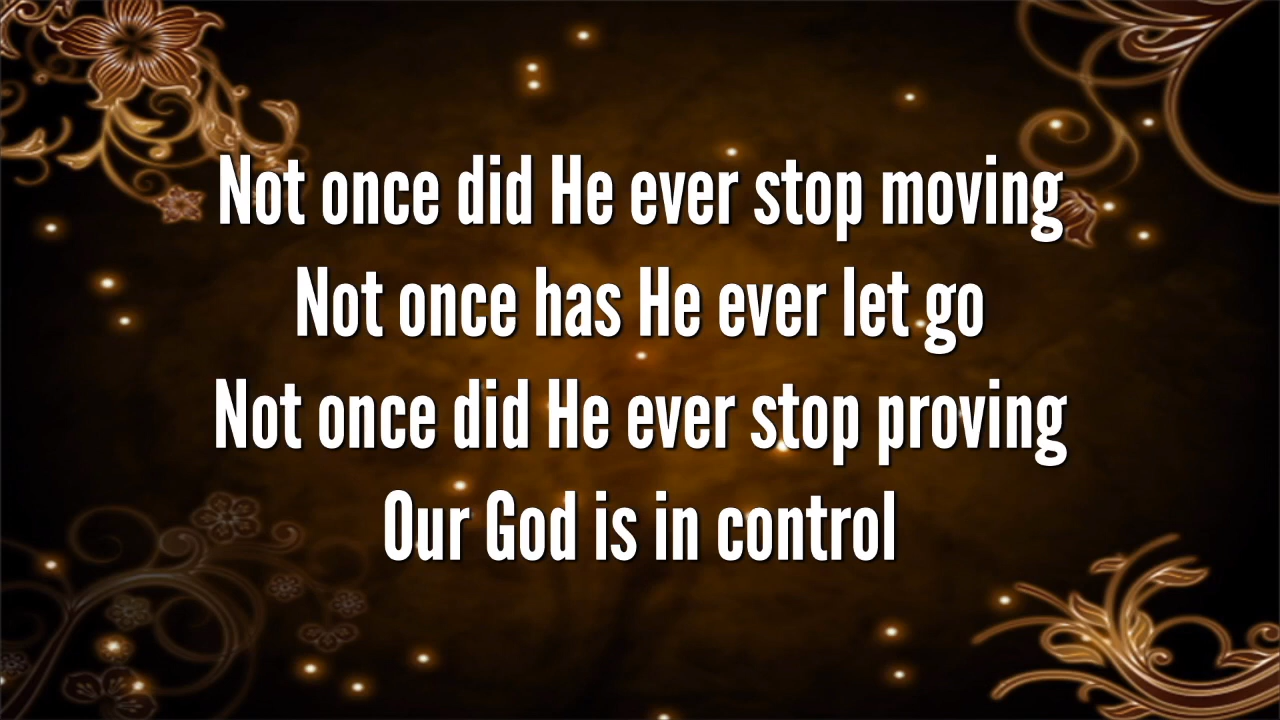 Not once did He ever stop moving
Not once has He ever let go
Not once did He ever stop proving
Our God is in control